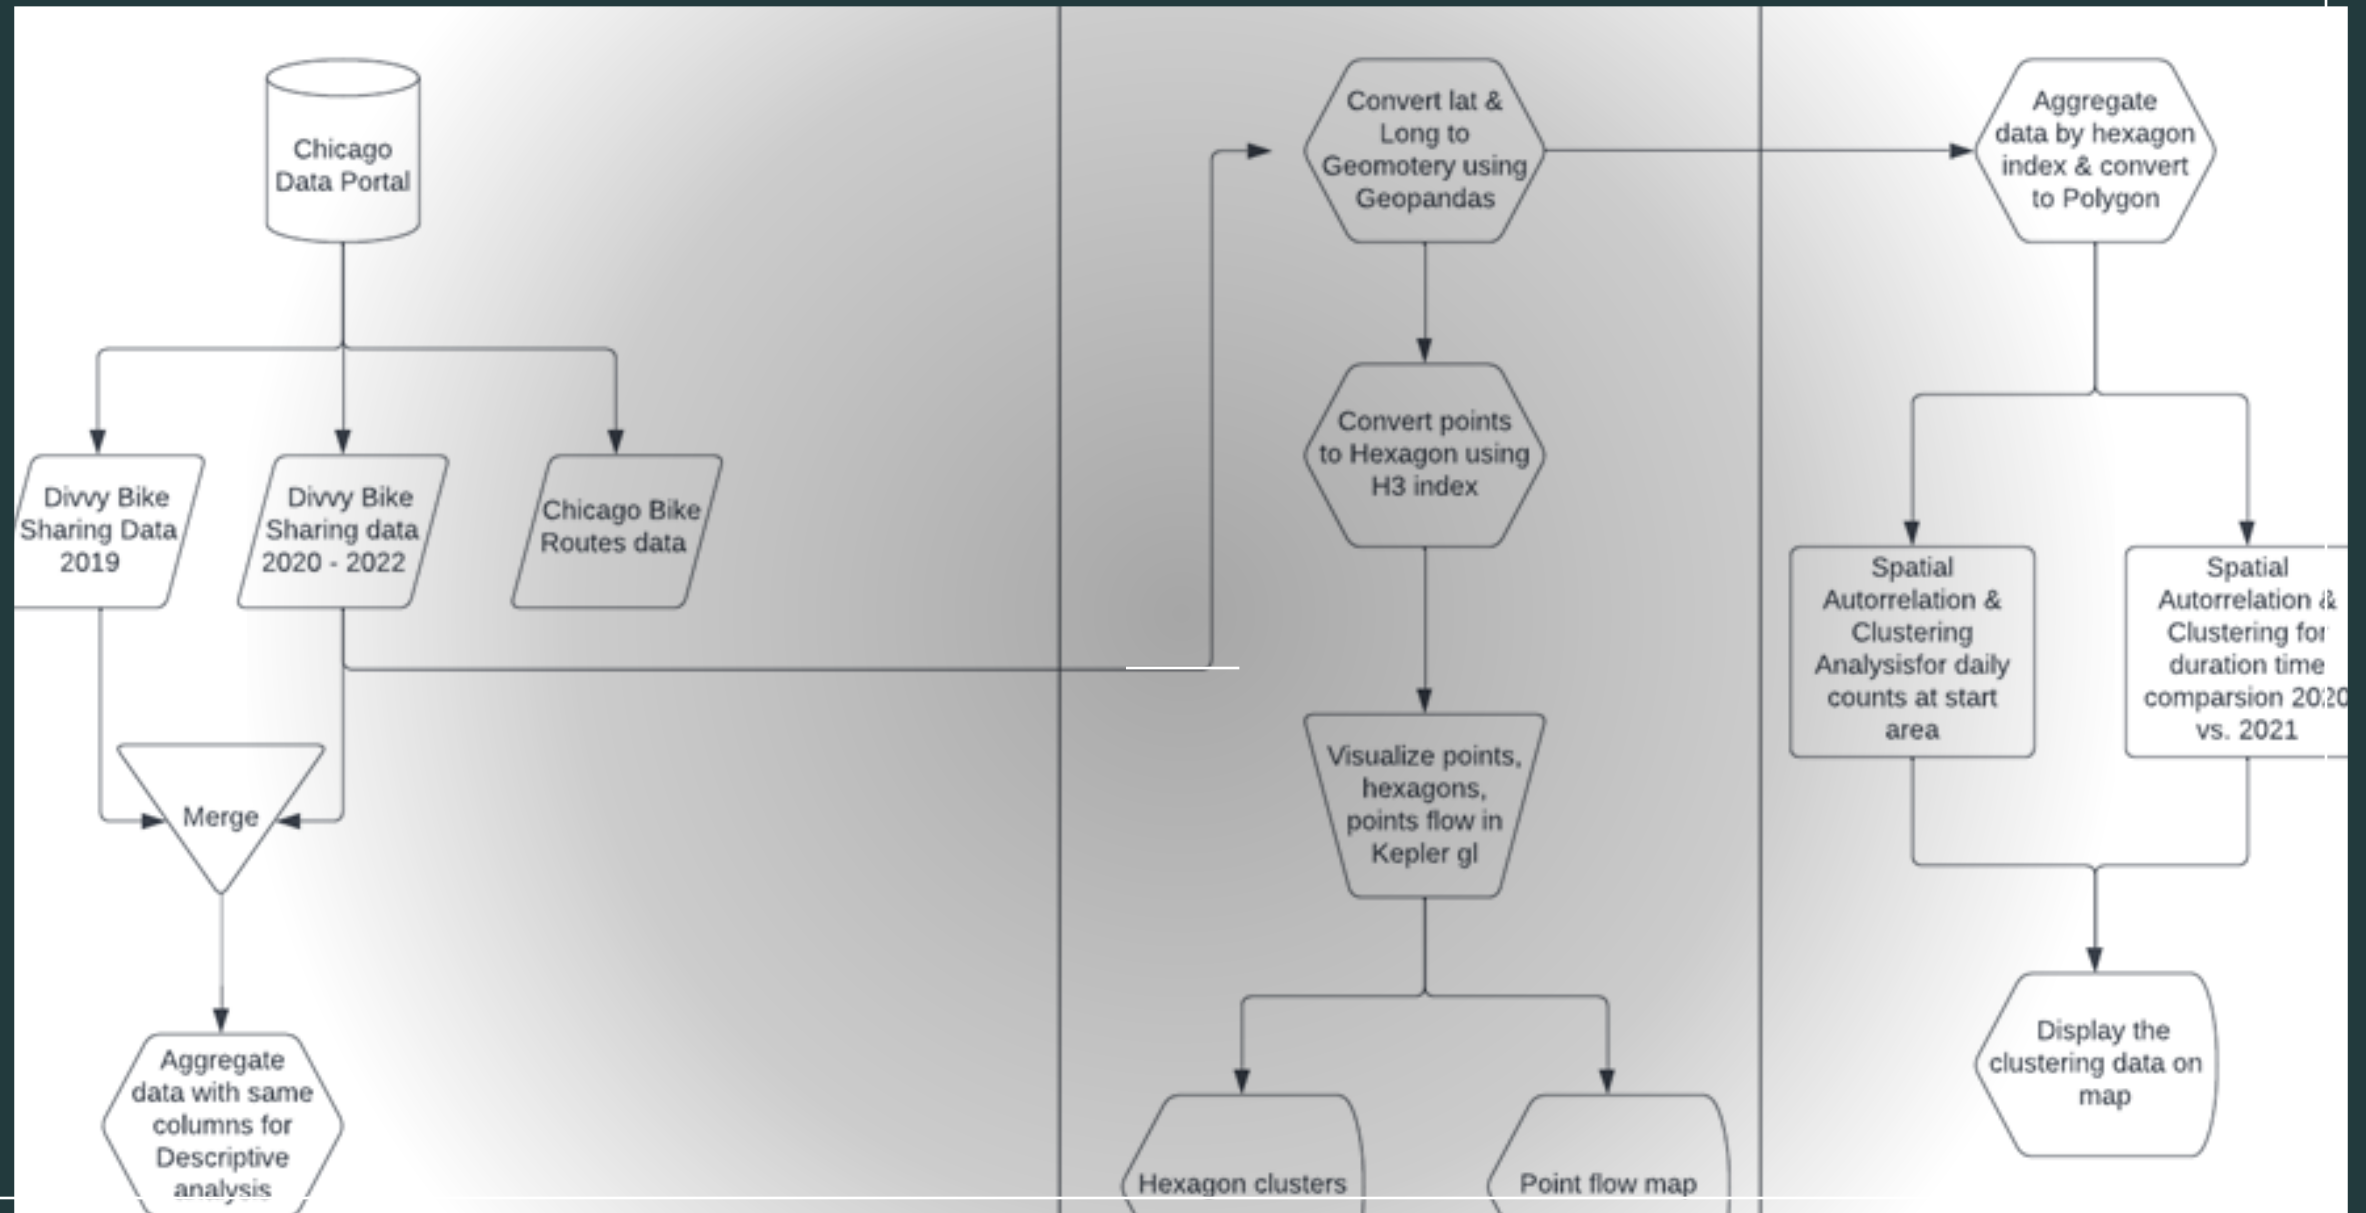 Chicago
Data Portal
Divvy Bike
Sharing Data
2019
Divvy Bike
Sharing data
2020 - 2022
Chicago Bike
Routes data
Merge
Aggregate
data with same
columns for
Descriptive
analysis
Convert lat &
Long to
Geomotery using
Geopandas
Convert points
to Hexagon using
H3 index
Visualize points,
hexagons,
points flow in
Kepler gl
Hexagon clusters
Point flow map
Aggregate
data by hexagon
index & convert
to Polygon
Spatial
Autorrelation &
Clustering
Analysisfor daily
counts at start
area
Spatial
Autorrelation &
Clustering for
duration time
comparsion 2020
vs. 2021
Display the
clustering data on
map